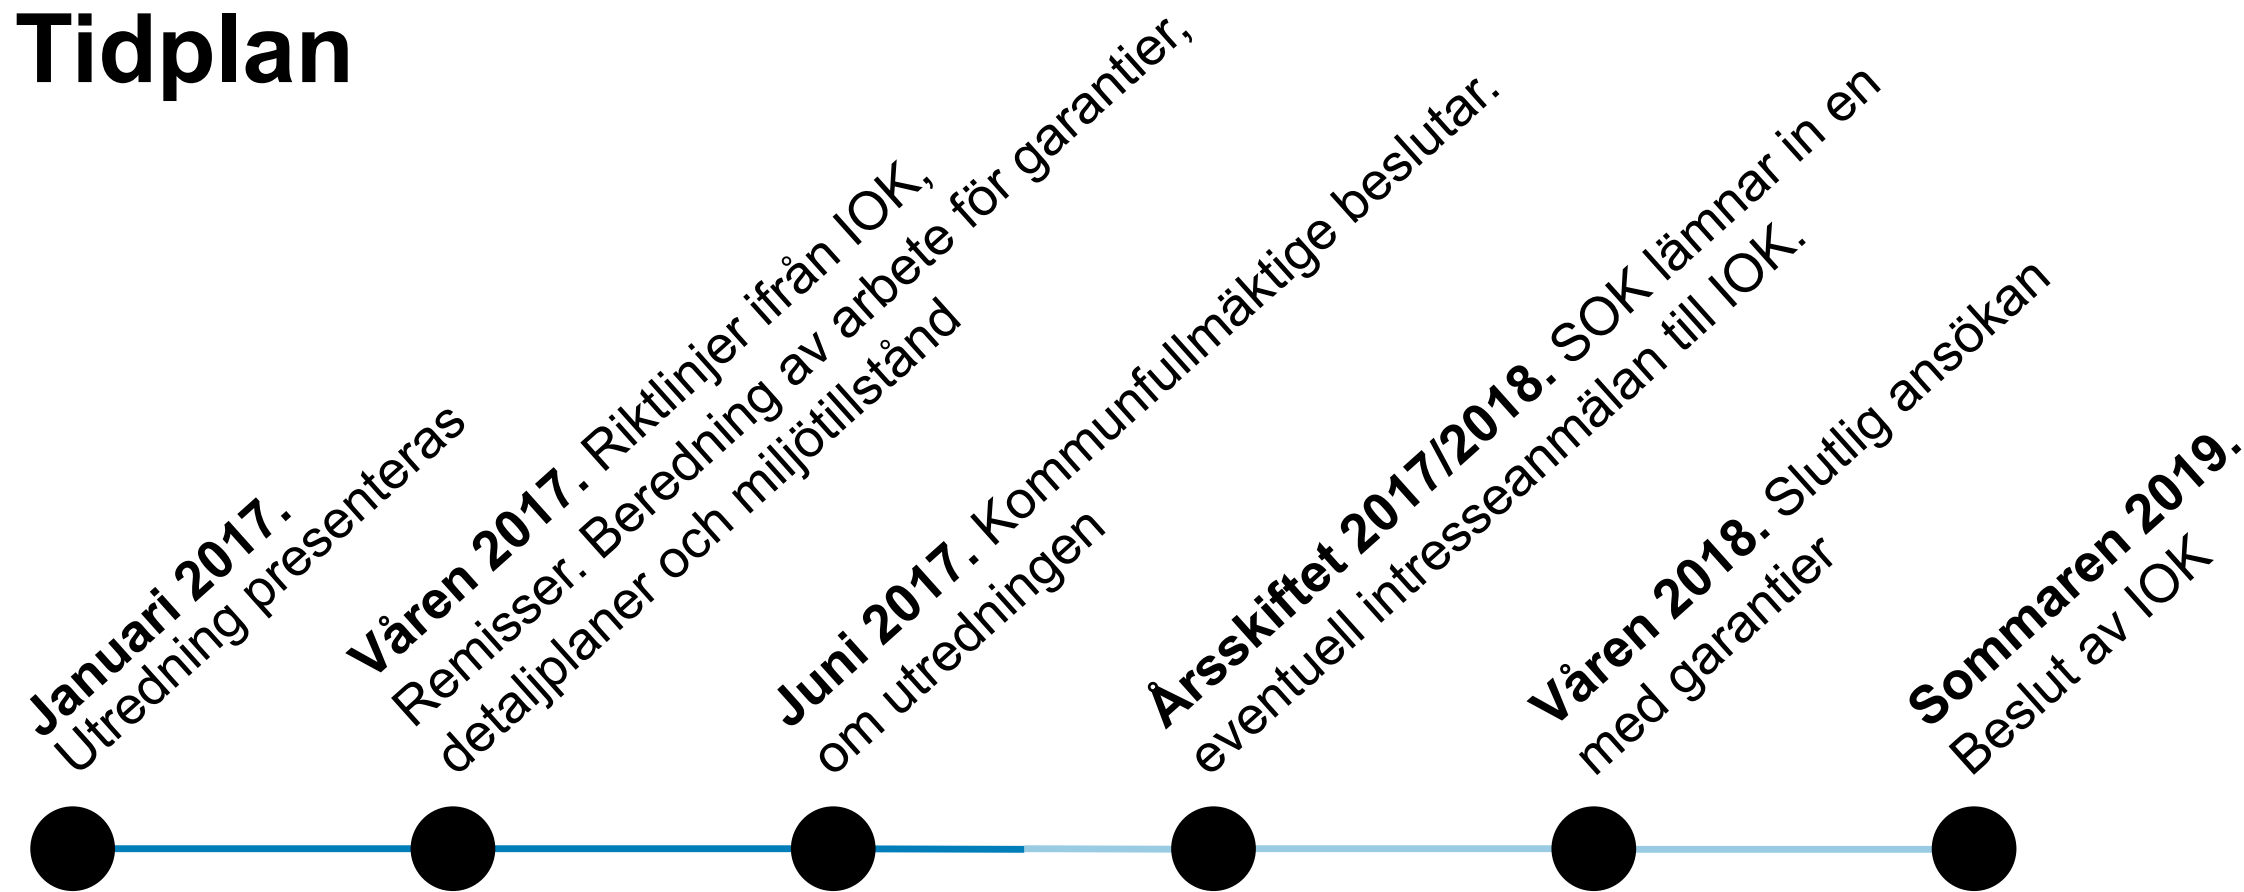 Tidplan
Januari 2017.
Utredning presenteras
Våren 2017. Riktlinjer ifrån IOK,
Remisser. Beredning av arbete för garantier,
detaljplaner och miljötillstånd
Juni 2017. Kommunfullmäktige beslutar.
om utredningen
Årsskiftet 2017/2018. SOK lämnar in en
eventuell intresseanmälan till IOK.
Våren 2018. Slutlig ansökan
med garantier
Sommaren 2019.
Beslut av IOK